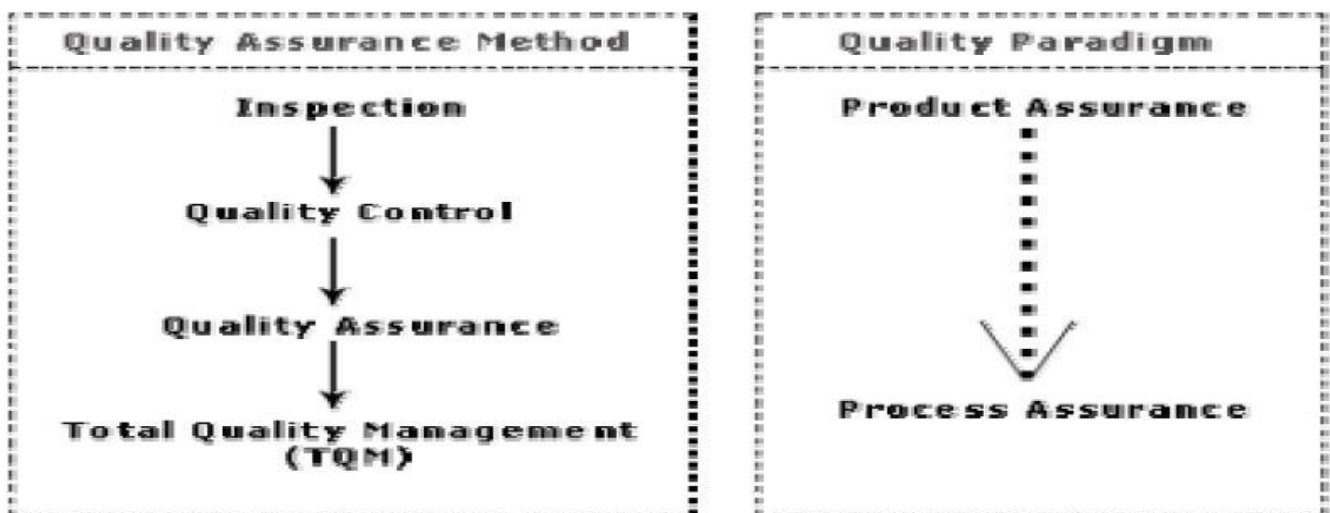 Quality Assurance Method
Inspection
Quality Control
Quality Assurance
Total Quality Management
(TQM)
Quality Paradigm
Product Assurance
Process Assurance